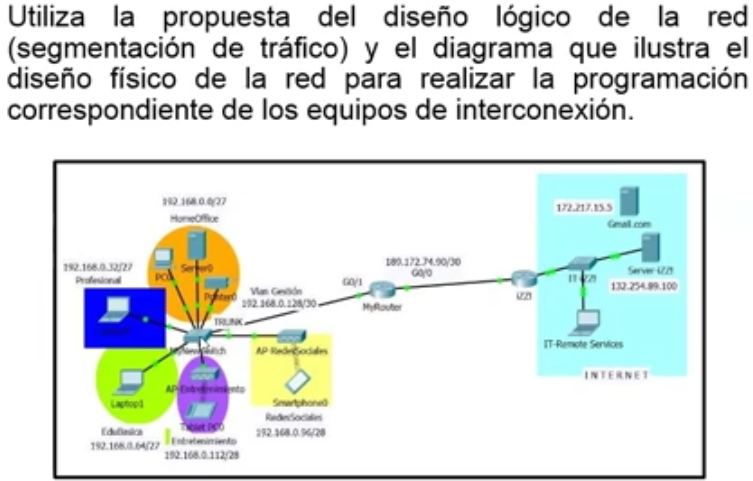 Utiliza la propuesta del diseño lógico de la red
(segmentación de tráfico) y el diagrama que ilustra el
diseño físico de la red para realizar la programación
correspondiente de los equipos de interconexión.
192.168.0.0/27
HomeOffice
Server0
PC0
Printer0
192.168.0.32/27
Profesional
Vlan Gestión
192.168.0.128/30
TRUNK
MyNewSwitch
G0/1
MyRouter
189.172.74.90/30
G0/0
IZZI
172.217.15.5
Gmail.com
IT-IZZI
Server-IZZI
132.254.89.100
IT-Remote Services
INTERNET
AP-RedesSociales
Smartphone0
RedesSociales
192.168.0.96/28
Laptop1
EduBasica
192.168.0.64/27
AP-Entretenimiento
Tablet PC0
Entretenimiento
192.168.0.112/28